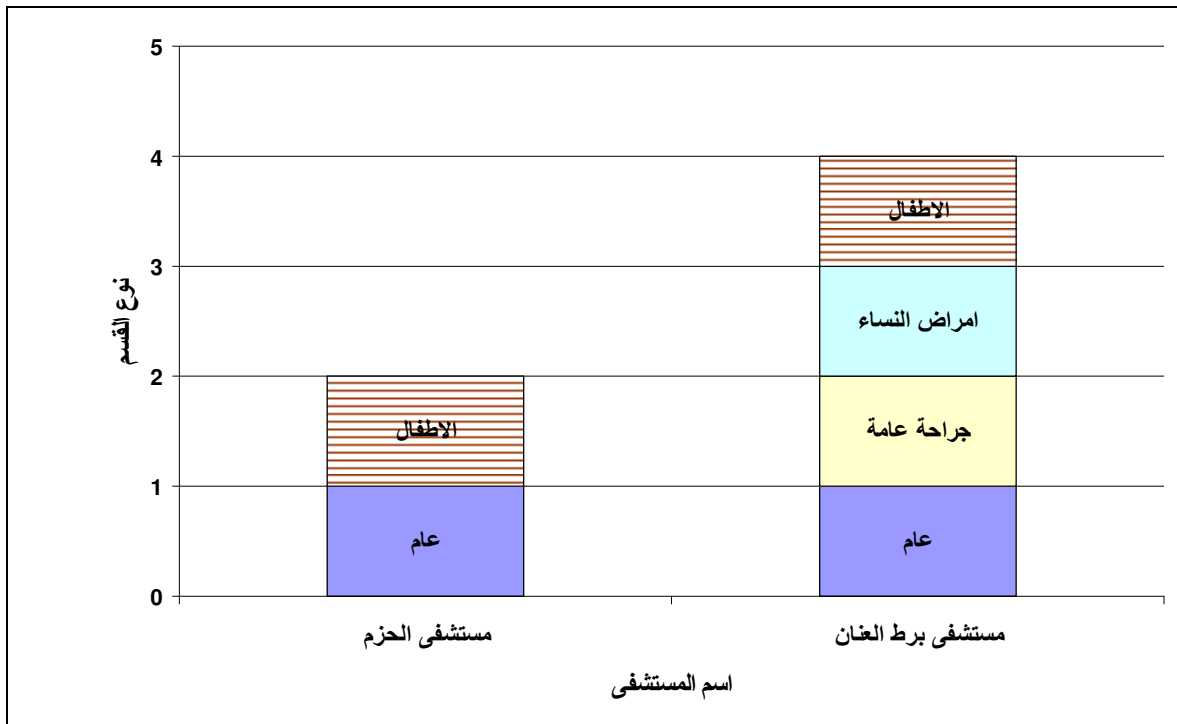 5
4
3
2
1
0
نوع القسم
الاطفال
امراض النساء
جراحة عامة
عام
الاطفال
عام
مستشفى برط العنان
مستشفى الحزم
اسم المستشفى